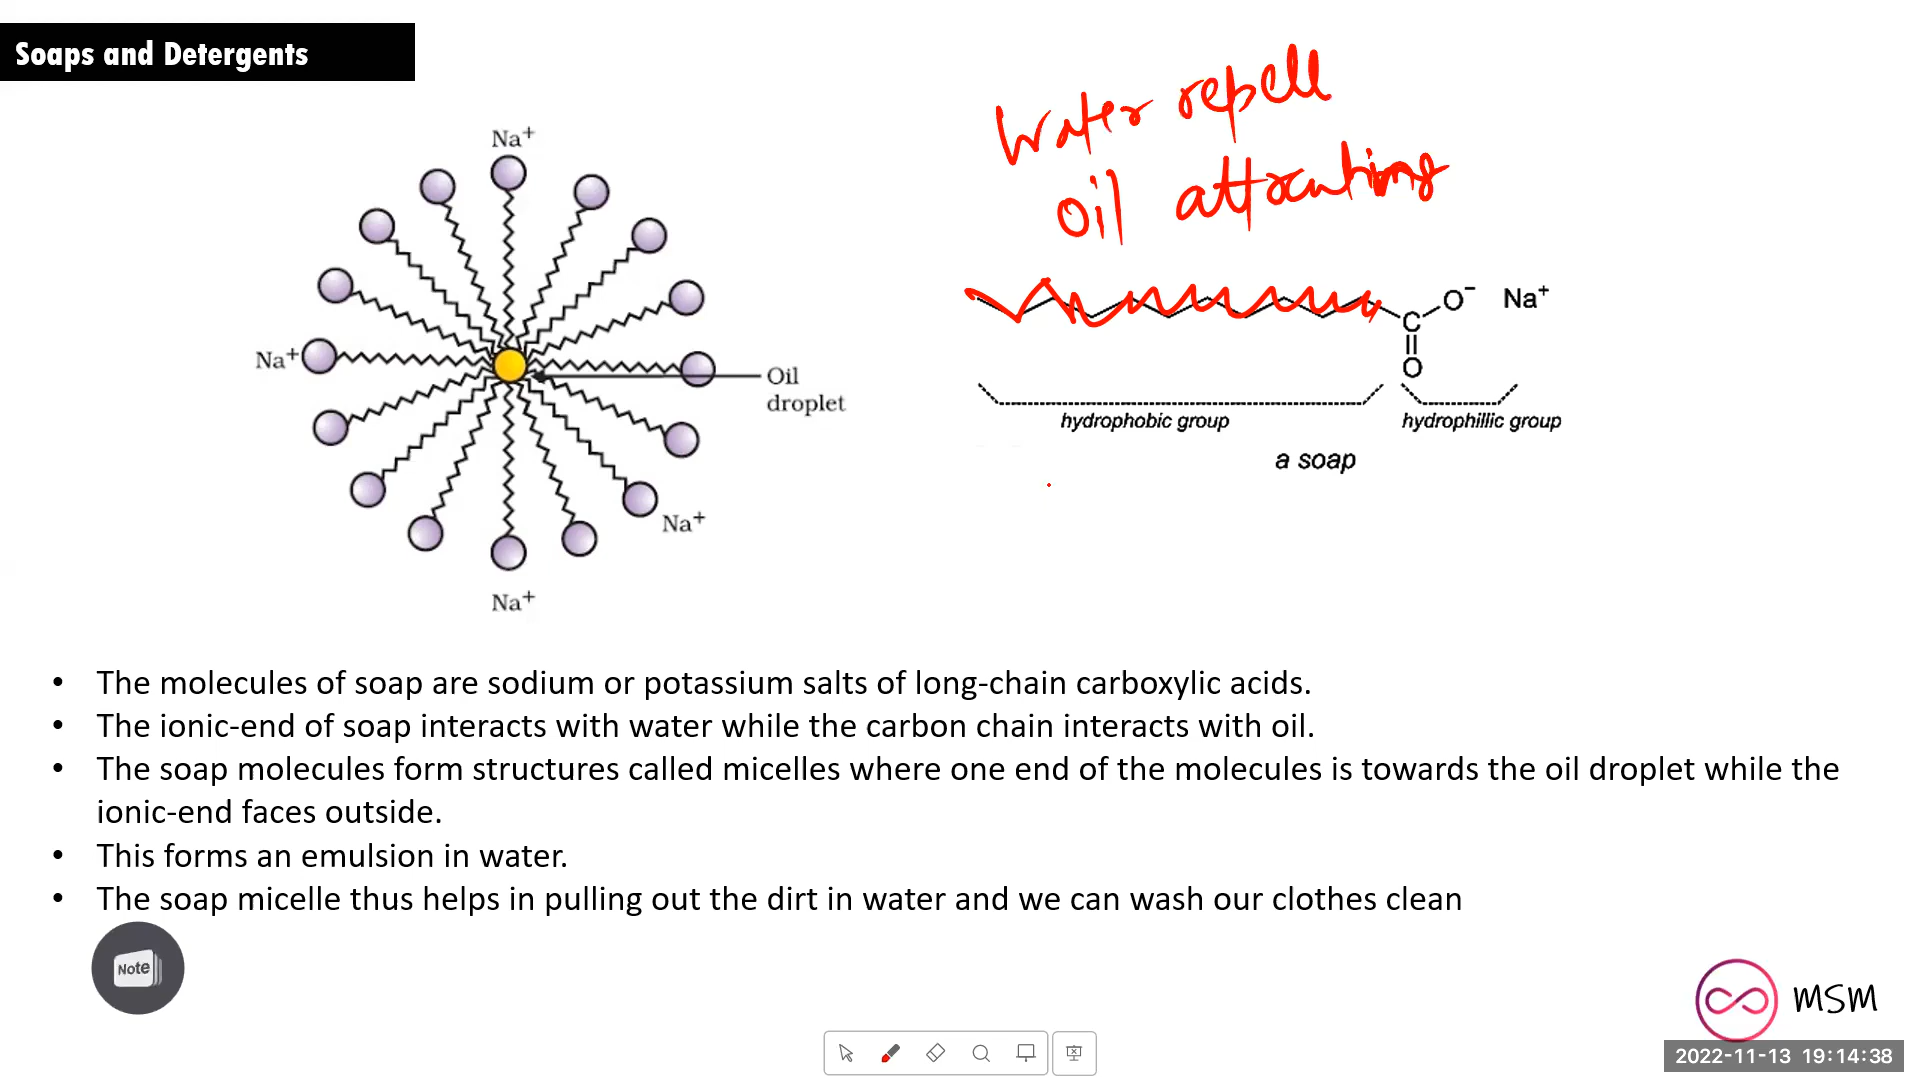 Soaps and Detergents
Water repell
oil attracting
Na+
Na+
Oil
droplet
Na+
Na+
O− Na+
C
O
hydrophobic group
hydrophillic group
a soap
• The molecules of soap are sodium or potassium salts of long-chain carboxylic acids.
• The ionic-end of soap interacts with water while the carbon chain interacts with oil.
• The soap molecules form structures called micelles where one end of the molecules is towards the oil droplet while the
ionic-end faces outside.
• This forms an emulsion in water.
• The soap micelle thus helps in pulling out the dirt in water and we can wash our clothes clean
Note
MSM
2022-11-13 19:14:38